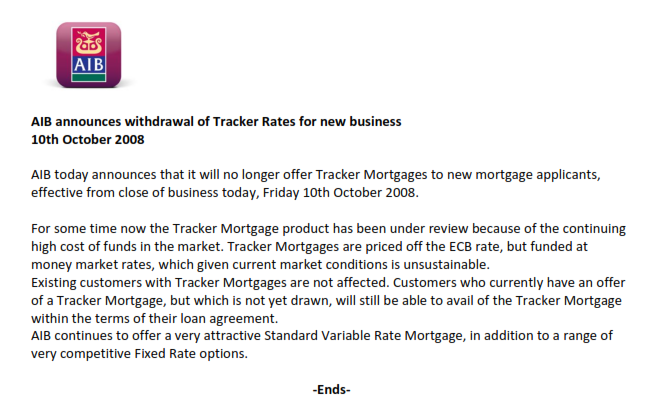 AIB
AIB announces withdrawal of Tracker Rates for new business
10th October 2008
AIB today announces that it will no longer offer Tracker Mortgages to new mortgage applicants,
effective from close of business today, Friday 10th October 2008.
For some time now the Tracker Mortgage product has been under review because of the continuing
high cost of funds in the market. Tracker Mortgages are priced off the ECB rate, but funded at
money market rates, which given current market conditions is unsustainable.
Existing customers with Tracker Mortgages are not affected. Customers who currently have an offer
of a Tracker Mortgage, but which is not yet drawn, will still be able to avail of the Tracker Mortgage
within the terms of their loan agreement.
AIB continues to offer a very attractive Standard Variable Rate Mortgage, in addition to a range of
very competitive Fixed Rate options.
-Ends-